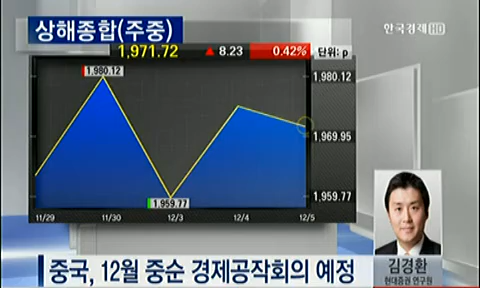 상해종합(주중)
한국경제HD
1,971.72 ▲ 8.23 0.42% 단위: p
1,980.12
1,980.12
1,969.95
1,959.77
1,959.77
11/29 11/30 12/3 12/4 12/5
김경환
현대증권 연구원
중국, 12월 중순 경제공작회의 예정